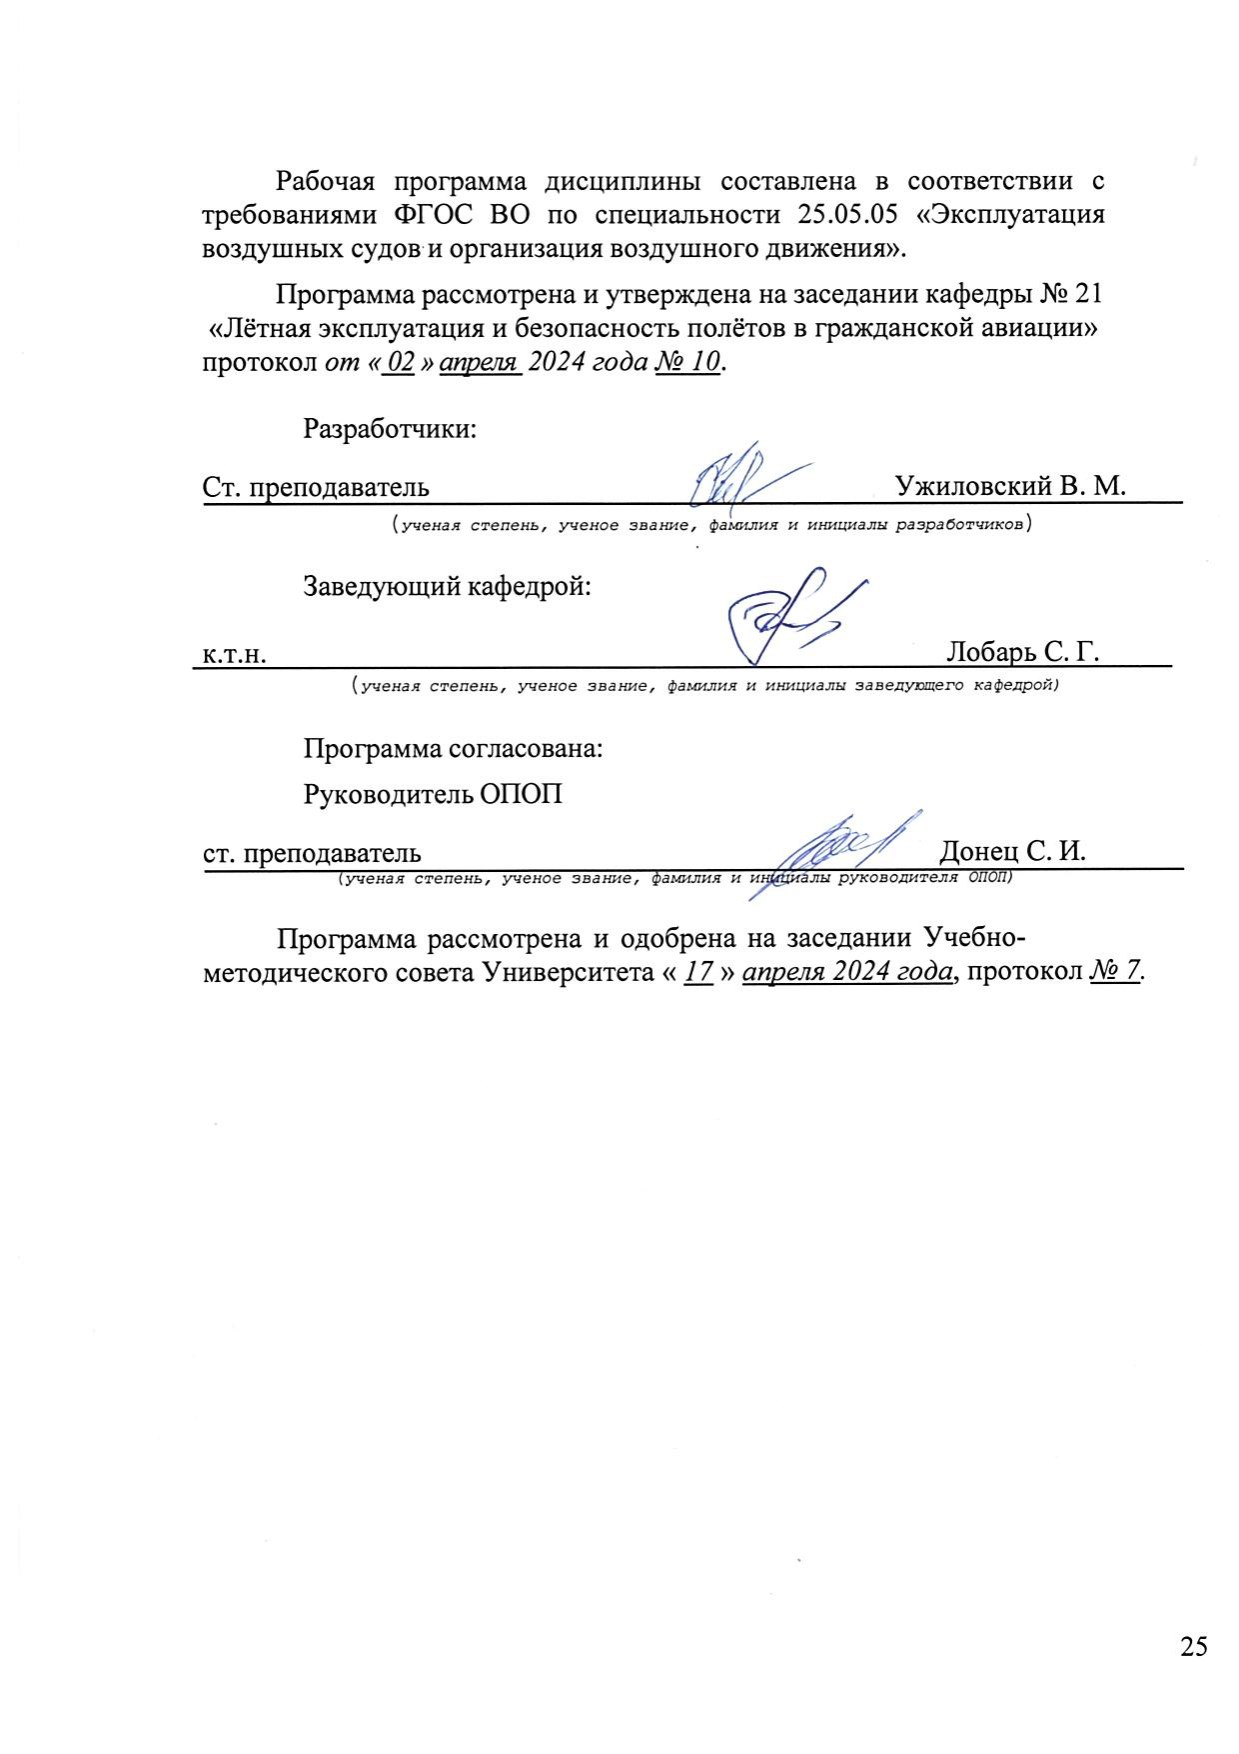 Рабочая программа дисциплины составлена в соответствии с
требованиями ФГОС ВО по специальности 25.05.05 «Эксплуатация
воздушных судов и организация воздушного движения».
Программа рассмотрена и утверждена на заседании кафедры № 21
«Лётная эксплуатация и безопасность полётов в гражданской авиации»
протокол от « 02 » апреля 2024 года № 10.
Разработчики:
Ст. преподаватель Ужиловский В. М.
(ученая степень, ученое звание, фамилия и инициалы разработчиков)
Заведующий кафедрой:
к.т.н. Лобарь С. Г.
(ученая степень, ученое звание, фамилия и инициалы заведующего кафедрой)
Программа согласована:
Руководитель ОПОП
ст. преподаватель Донец С. И.
(ученая степень, ученое звание, фамилия и инициалы руководителя ОПОП)
Программа рассмотрена и одобрена на заседании Учебно-
методического совета Университета « 17 » апреля 2024 года, протокол № 7.
25